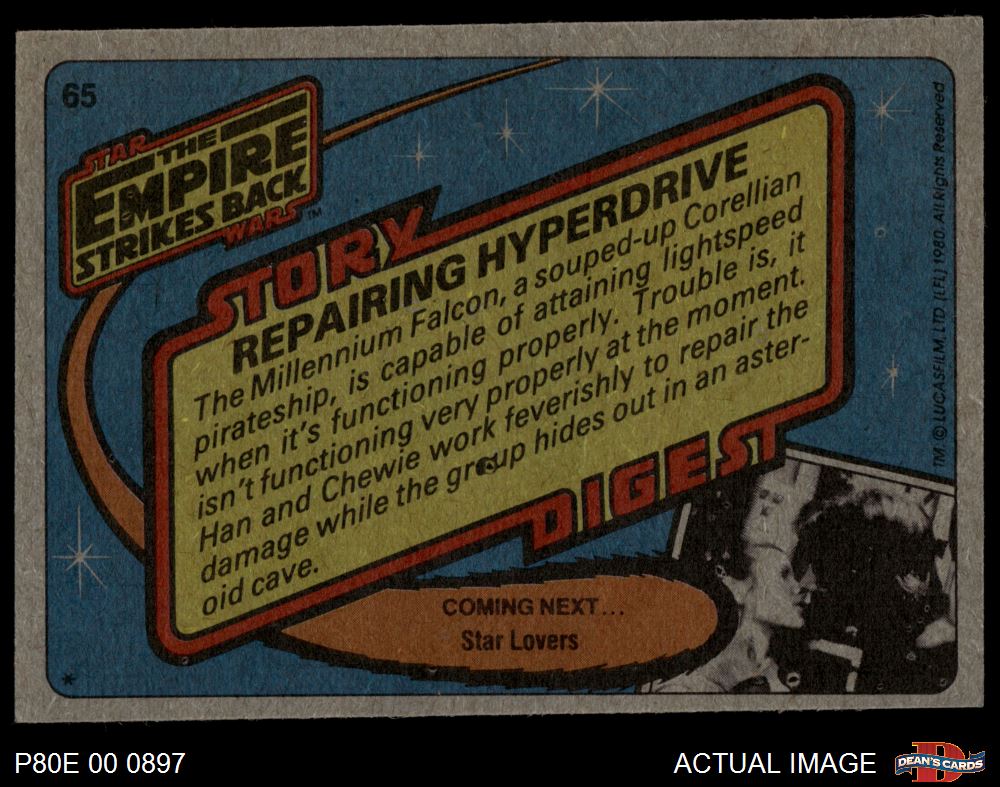 65
STAR
THE
EMPIRE
STRIKES BACK
WARS™
STORY
REPAIRING HYPERDRIVE
The Millennium Falcon, a souped-up Corellian
pirateship, is capable of attaining lightspeed
when it's functioning properly. Trouble is, it
isn't functioning very properly at the moment.
Han and Chewie work feverishly to repair the
damage while the group hides out in an aster-
oid cave.
DIGEST
COMING NEXT...
Star Lovers
*
TM & © LUCASFILM, LTD. (LFL) 1980. All Rights Reserved
P80E 00 0897
ACTUAL IMAGE
D
DEAN'S CARDS